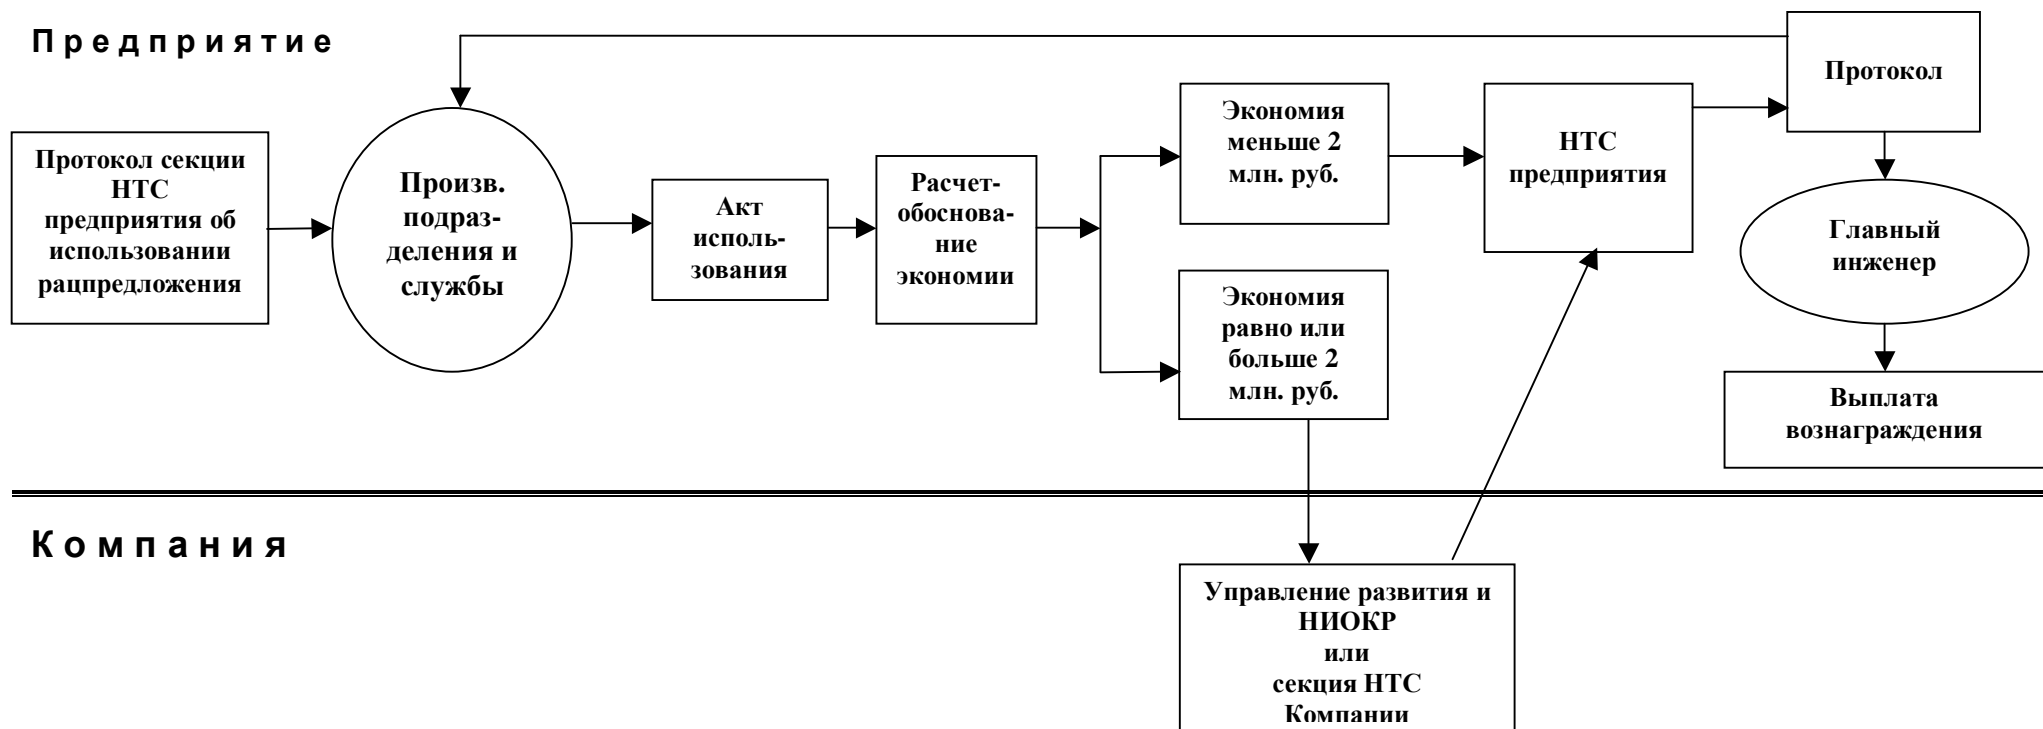 Предприятие
Протокол секции
НТС
предприятия об
использовании
рацпредложения
Произв.
подраз-
деления и
службы
Акт
исполь-
зования
Расчет-
обоснова-
ние
экономии
Экономия
меньше 2
млн. руб.
Экономия
равно или
больше 2
млн. руб.
НТС
предприятия
Протокол
Главный
инженер
Выплата
вознаграждения
Компания
Управление развития и
НИОКР
или
секция НТС
Компании